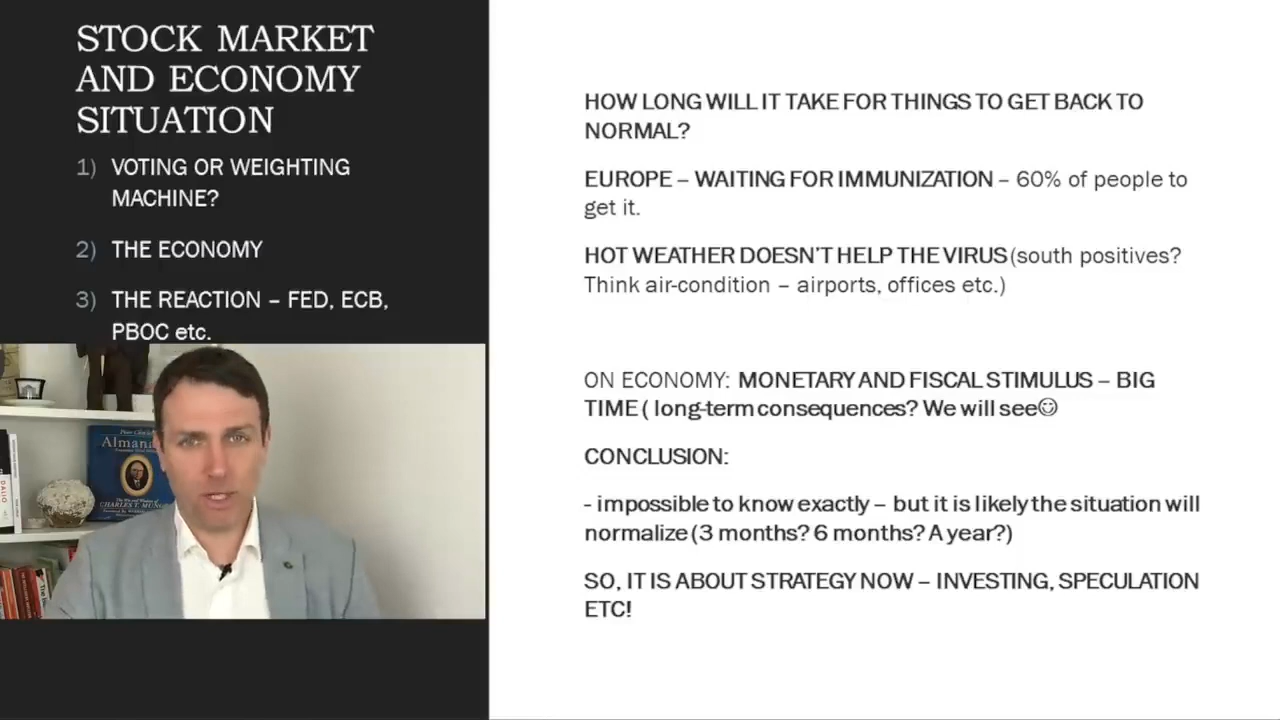 STOCK MARKET
AND ECONOMY
SITUATION
1) VOTING OR WEIGHTING
MACHINE?
2) THE ECONOMY
3) THE REACTION – FED, ECB,
PBOC etc.
HOW LONG WILL IT TAKE FOR THINGS TO GET BACK TO
NORMAL?
EUROPE – WAITING FOR IMMUNIZATION – 60% of people to
get it.
HOT WEATHER DOESN'T HELP THE VIRUS (south positives?
Think air-condition – airports, offices etc.)
ON ECONOMY: MONETARY AND FISCAL STIMULUS – BIG
TIME ( long-term consequences? We will see☺
CONCLUSION:
- impossible to know exactly – but it is likely the situation will
normalize (3 months? 6 months? A year?)
SO, IT IS ABOUT STRATEGY NOW – INVESTING, SPECULATION
ETC!
DALIO
CHARLES T.